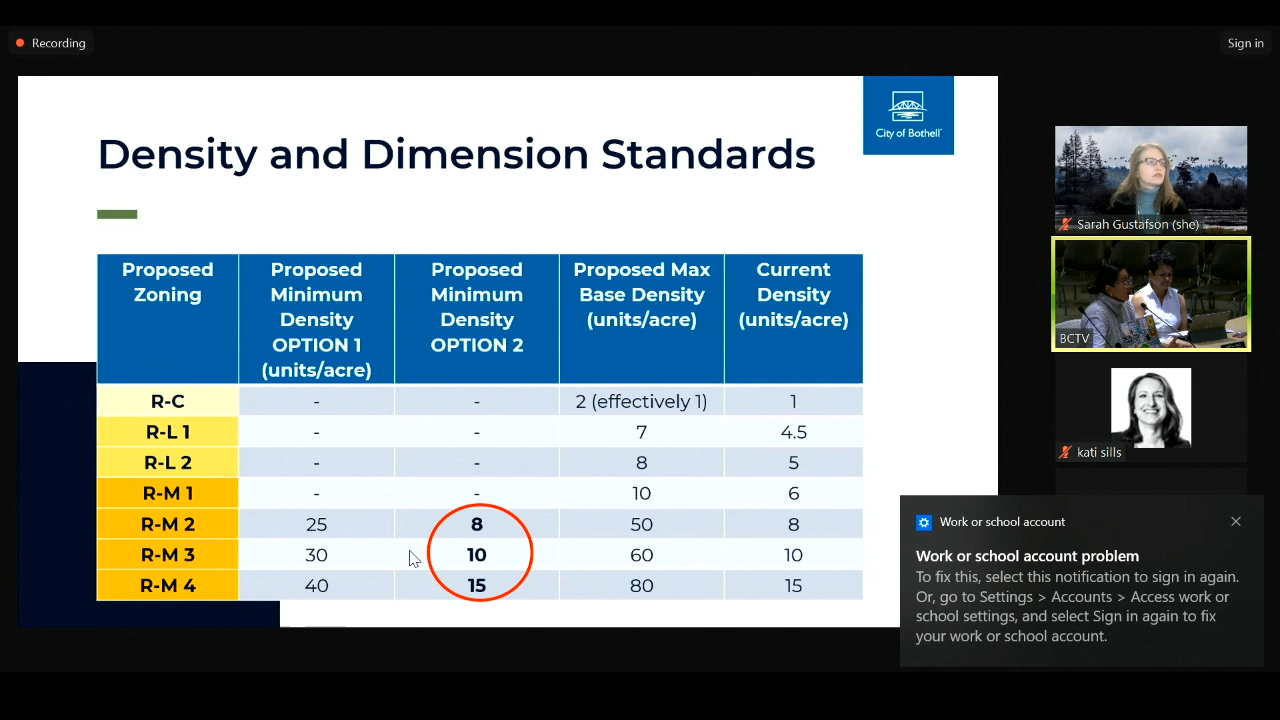 Recording
Sign in
City of Bothell
Density and Dimension Standards
Proposed Zoning
Proposed Minimum Density OPTION 1 (units/acre)
Proposed Minimum Density OPTION 2
Proposed Max Base Density (units/acre)
Current Density (units/acre)
R-C - - 2 (effectively 1) 1
R-L 1 - - 7 4.5
R-L 2 - - 8 5
R-M 1 - - 10 6
R-M 2 25 8 50 8
R-M 3 30 10 60 10
R-M 4 40 15 80 15
Sarah Gustafson (she)
BCTV
kati sills
Work or school account
Work or school account problem
To fix this, select this notification to sign in again.
Or, go to Settings > Accounts > Access work or
school settings, and select Sign in again to fix
your work or school account.